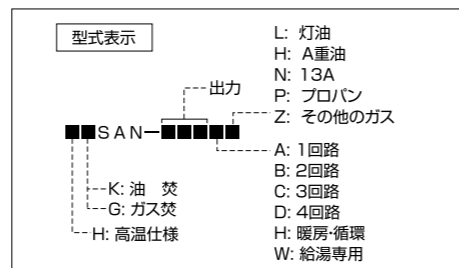 型式表示
L: 灯油
H: A重油
N: 13A
P: プロパン
Z: その他のガス
出力
■■SAN-■■■■■
A: 1回路
B: 2回路
C: 3回路
D: 4回路
H: 暖房・循環
W: 給湯専用
K: 油 焚
G: ガス焚
H: 高温仕様